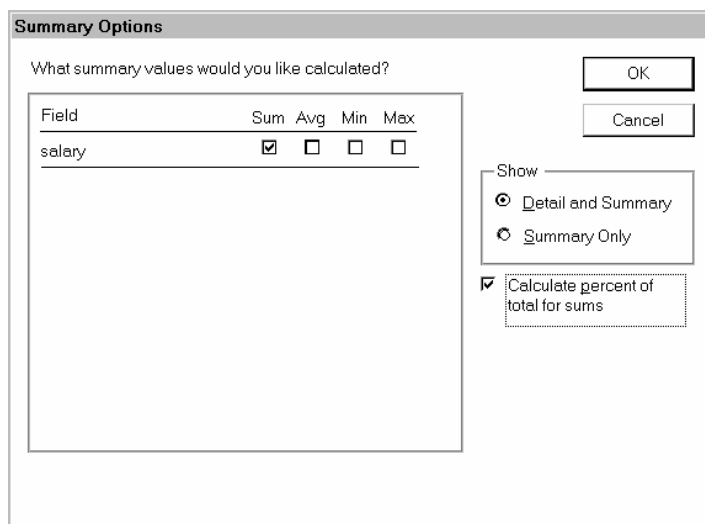 Summary Options
What summary values would you like calculated?
OK
Cancel
Field Sum Avg Min Max
salary
Show
Detail and Summary
Summary Only
Calculate percent of
total for sums